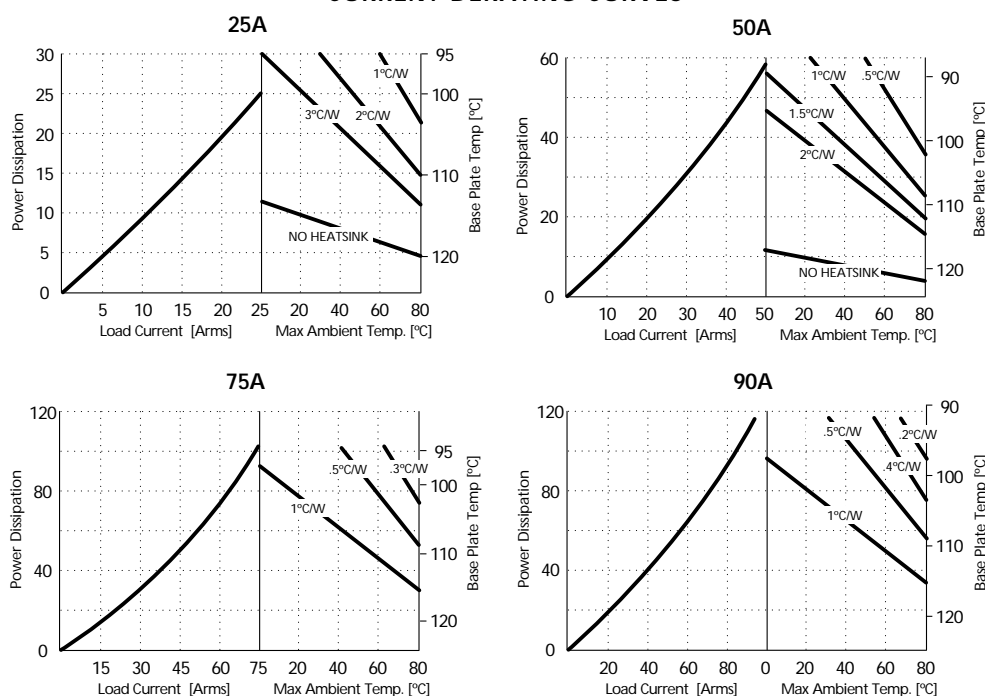 CURRENT DERATING CURVES
25A
30
25
20
15
10
5
0
Power Dissipation
5 10 15 20 25 20 40 60 80
Load Current [Arms] Max Ambient Temp. [ºC]
95
100
110
120
Base Plate Temp [ºC]
1ºC/W
2ºC/W
3ºC/W
NO HEATSINK
50A
60
40
30
20
10
0
Power Dissipation
10 20 30 40 50 20 40 60 80
Load Current [Arms] Max Ambient Temp. [ºC]
90
100
110
120
Base Plate Temp [ºC]
.5ºC/W
1ºC/W
1.5ºC/W
2ºC/W
NO HEATSINK
75A
120
80
40
0
Power Dissipation
15 30 45 60 75 20 40 60 80
Load Current [Arms] Max Ambient Temp. [ºC]
95
100
110
120
Base Plate Temp [ºC]
.3ºC/W
.5ºC/W
1ºC/W
90A
120
80
40
0
Power Dissipation
20 40 60 80 0 20 40 60 80
Load Current [Arms] Max Ambient Temp. [ºC]
90
100
110
120
Base Plate Temp [ºC]
.2ºC/W
.4ºC/W
.5ºC/W
1ºC/W